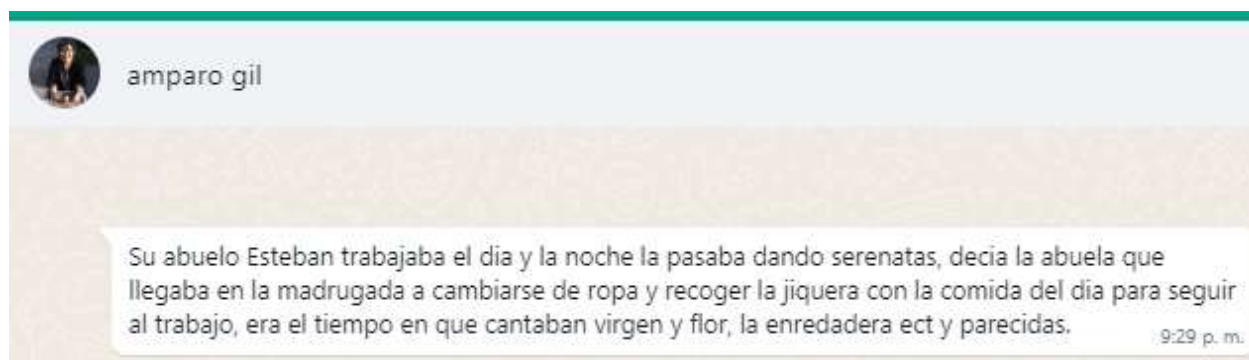 amparo gil
Su abuelo Esteban trabajaba el dia y la noche la pasaba dando serenatas, decia la abuela que
llegaba en la madrugada a cambiarse de ropa y recoger la jiquera con la comida del dia para seguir
al trabajo, era el tiempo en que cantaban virgen y flor, la enredadera ect y parecidas.
9:29 p. m.